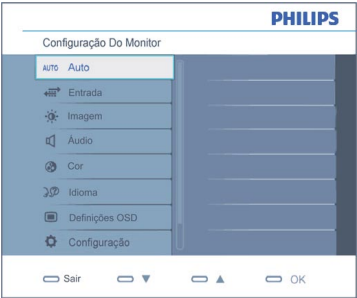 PHILIPS
Configuração Do Monitor
AUTO Auto
Entrada
Imagem
Áudio
Cor
Idioma
Definições OSD
Configuração
Sair ▼ ▲ OK